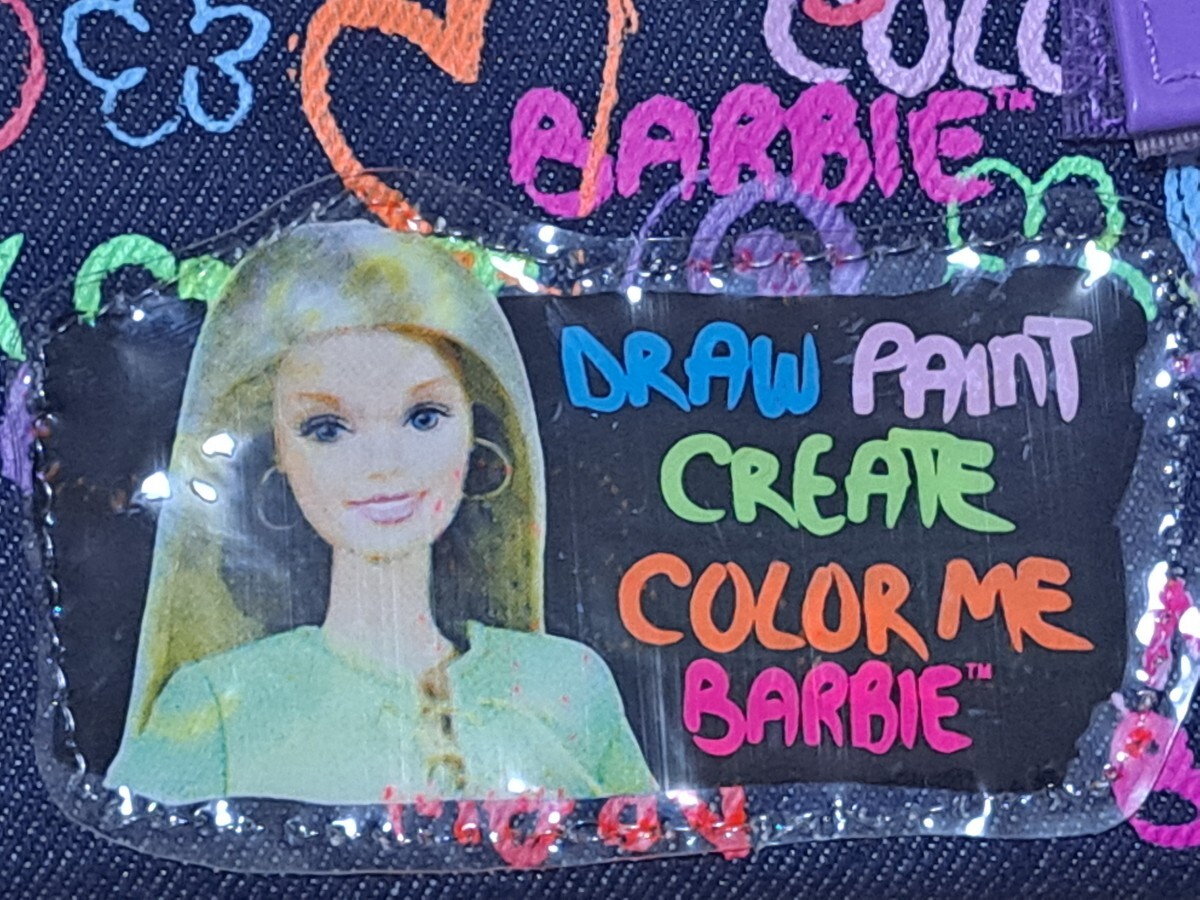 COLO
BARBIE™
DRAW PAINT
CREATE
COLOR ME
BARBIE™